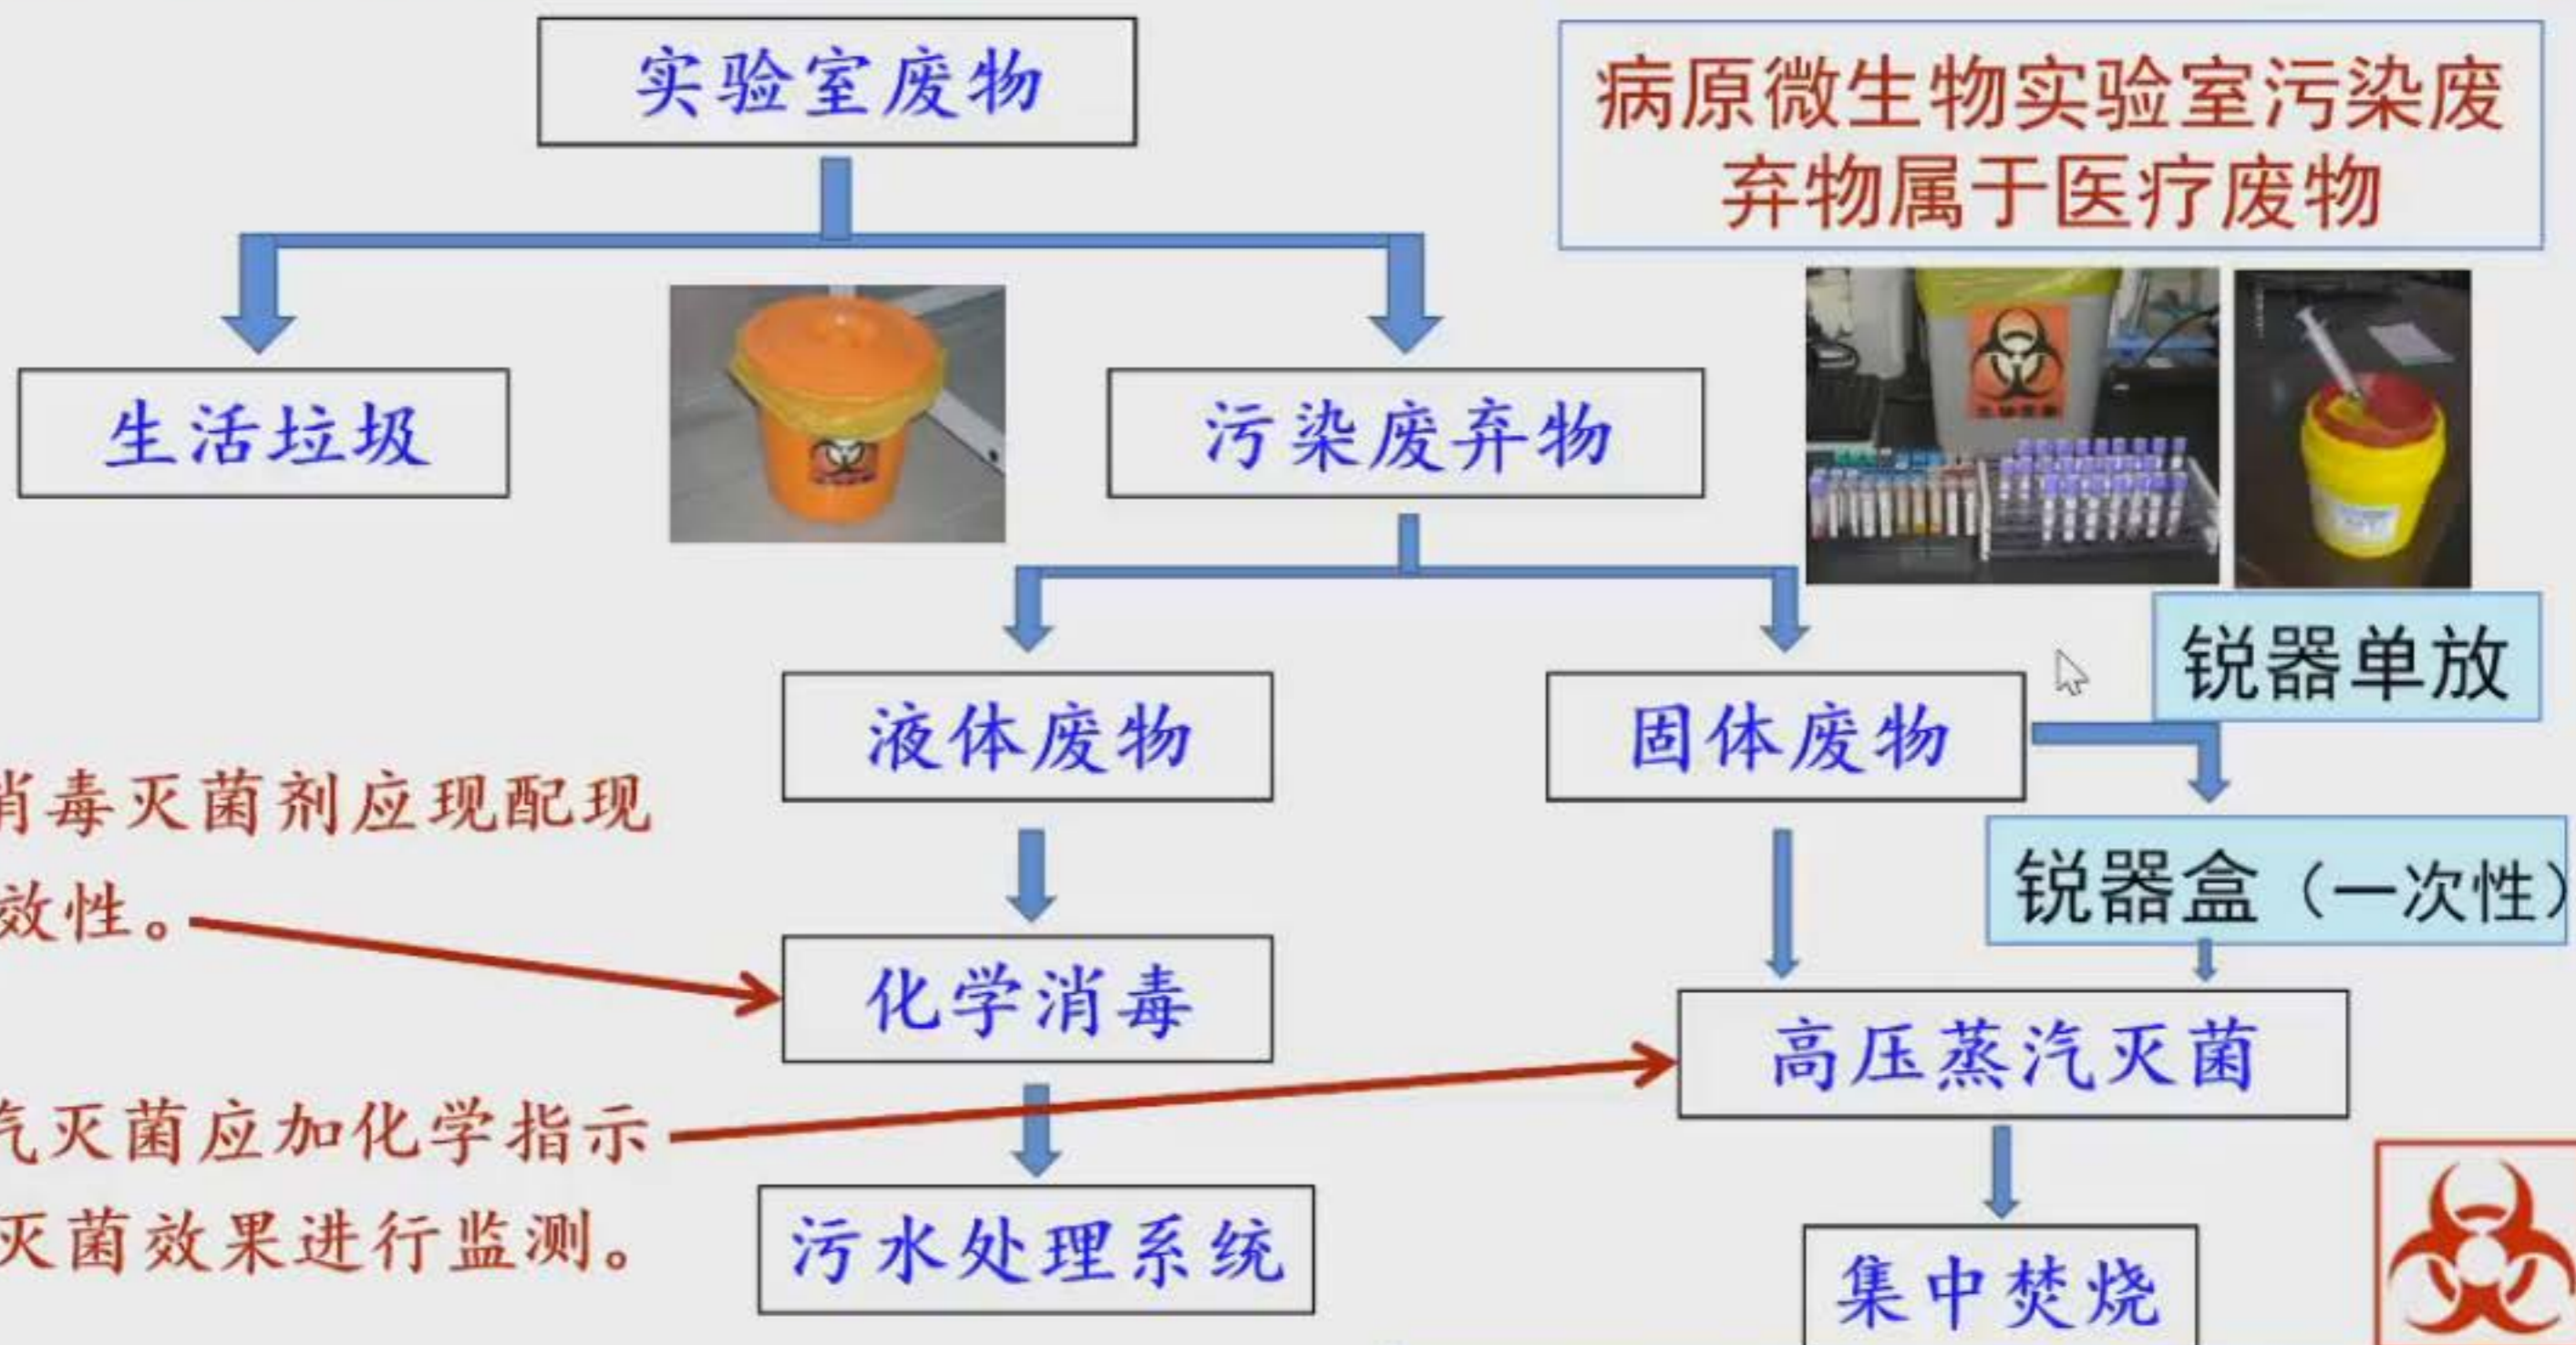 实验室废物
病原微生物实验室污染废
弃物属于医疗废物
生活垃圾
污染废弃物
液体废物
固体废物
锐器单放
消毒灭菌剂应现配现
效性。
锐器盒（一次性）
化学消毒
高压蒸汽灭菌
汽灭菌应加化学指示
灭菌效果进行监测。
污水处理系统
集中焚烧